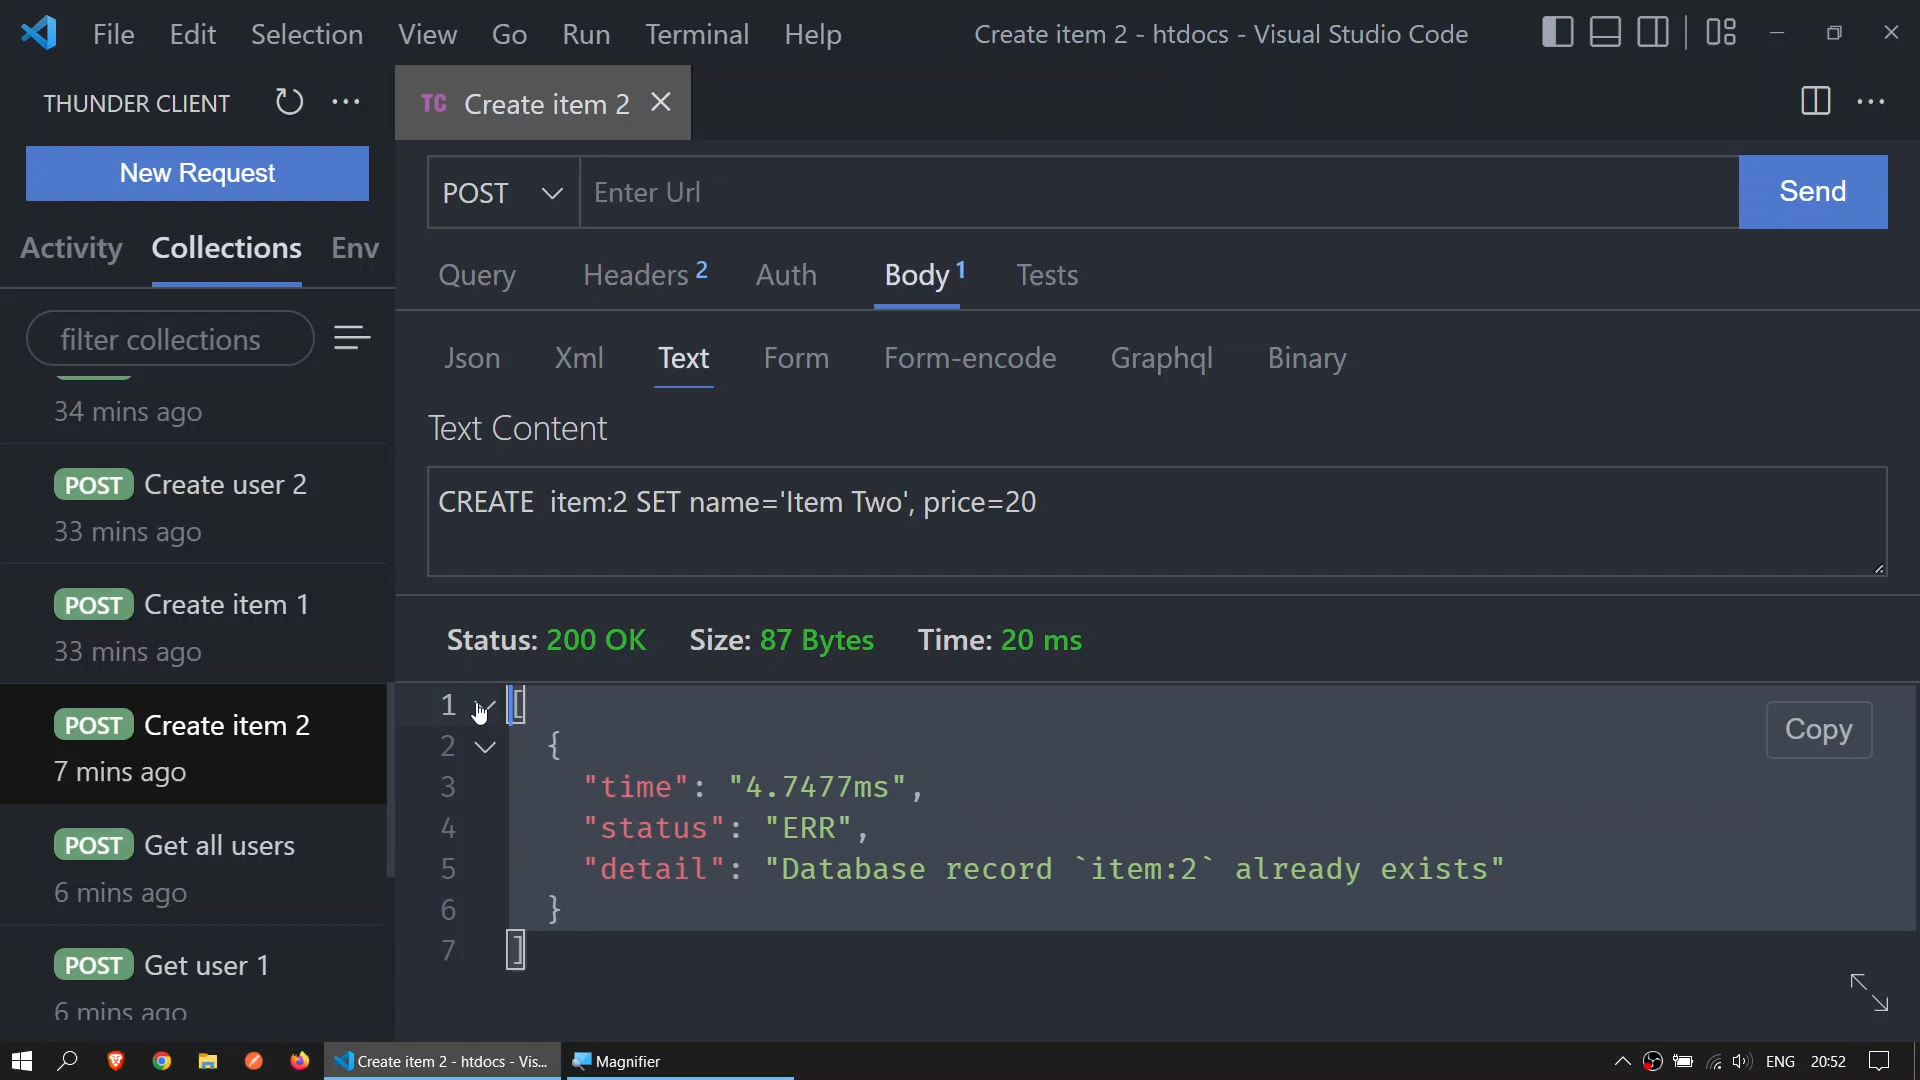 File Edit Selection View Go Run Terminal Help Create item 2 - htdocs - Visual Studio Code
THUNDER CLIENT
TC Create item 2
New Request
POST Enter Url Send
Activity Collections Env
Query Headers 2 Auth Body 1 Tests
filter collections
Json Xml Text Form Form-encode Graphql Binary
34 mins ago
Text Content
POST Create user 2
33 mins ago
CREATE  item:2 SET name='Item Two', price=20
POST Create item 1
33 mins ago
Status: 200 OK Size: 87 Bytes Time: 20 ms
POST Create item 2
7 mins ago
1 [
Copy
2 {
3 "time": "4.7477ms",
4 "status": "ERR",
5 "detail": "Database record `item:2` already exists"
6 }
7 ]
POST Get all users
6 mins ago
POST Get user 1
6 mins ago
Create item 2 - htdocs - Vis... Magnifier ENG 20:52